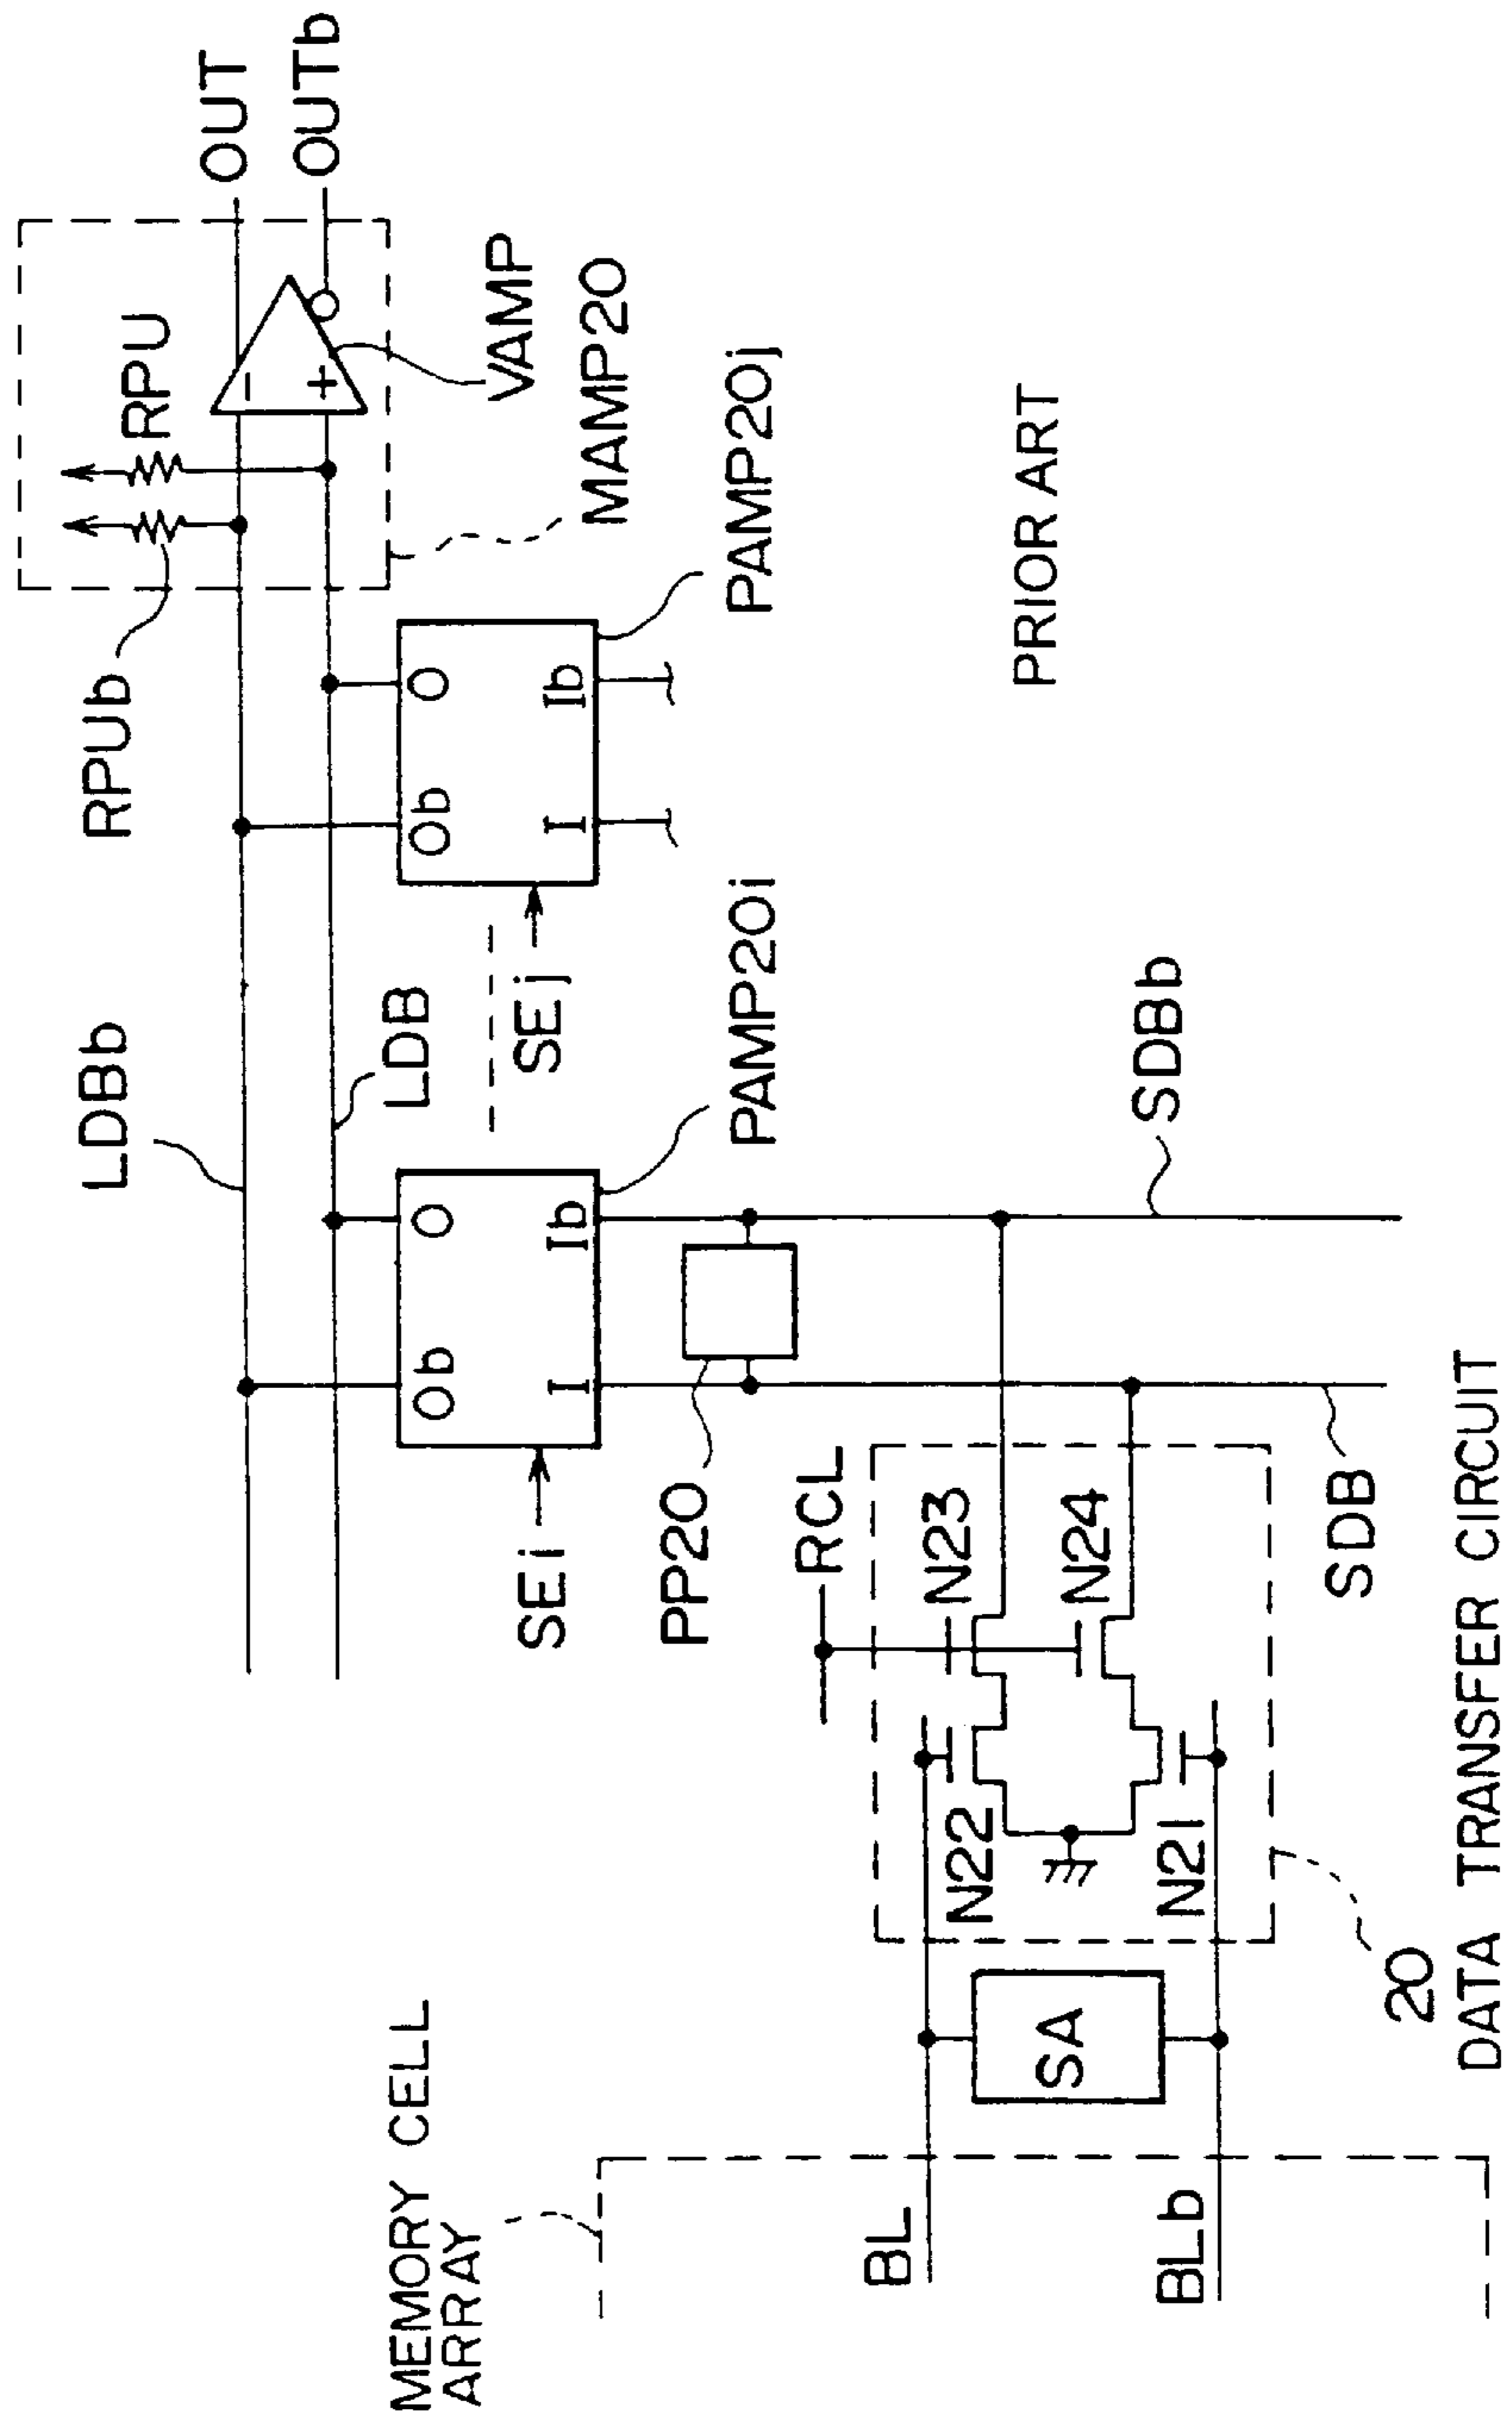 OUT
OUTb
RPU
VAMP
MAMP20
RPUb
LDBb
LDB
−
+
Ob
O
I
Ib
PAMP20j
SEj
Ob
O
I
Ib
PAMP20i
SEi
PP20
RCL
N23
N24
N22
N21
SDBb
SDB
PRIOR ART
MEMORY CELL
ARRAY
BL
BLb
SA
20
DATA TRANSFER CIRCUIT